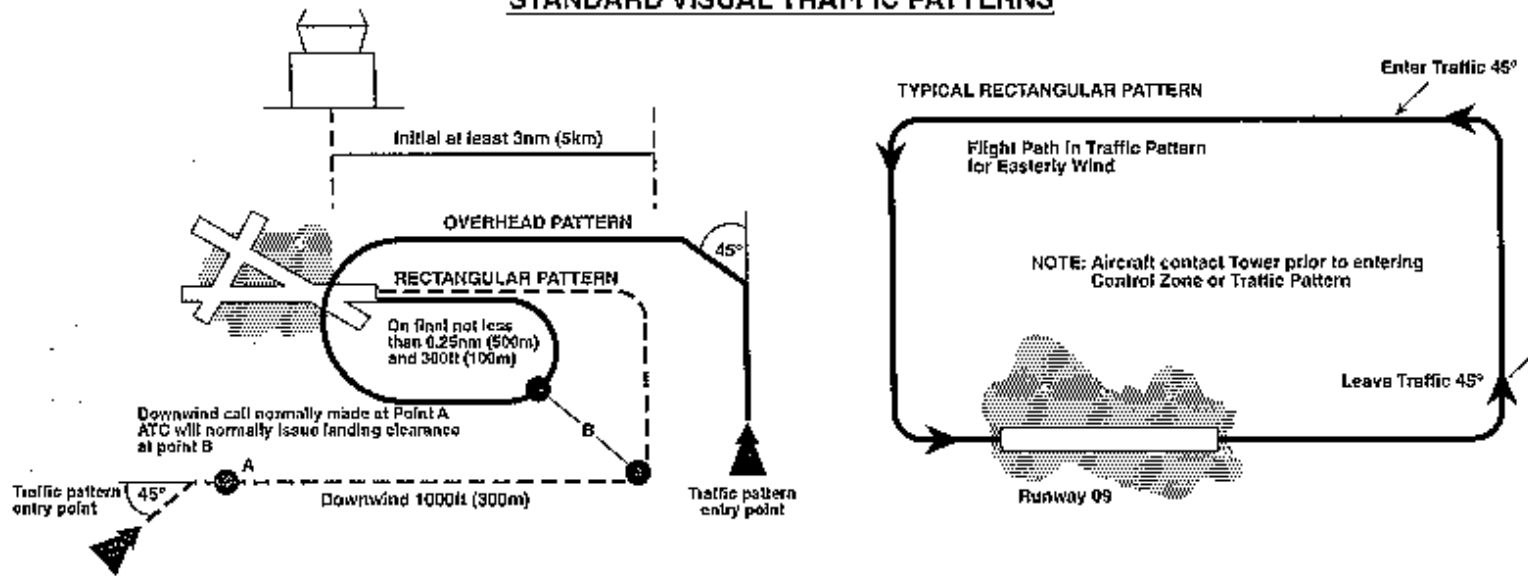 STANDARD VISUAL TRAFFIC PATTERNS
Initial at least 3nm (5km)
OVERHEAD PATTERN
45°
RECTANGULAR PATTERN
On final not less
than 0.25nm (500m)
and 300ft (100m)
Downwind call normally made at Point A
ATC will normally issue landing clearance
at point B
B
A
Traffic pattern
entry point
45°
Downwind 1000ft (300m)
Traffic pattern
entry point
Enter Traffic 45°
TYPICAL RECTANGULAR PATTERN
Flight Path in Traffic Pattern
for Easterly Wind
NOTE: Aircraft contact Tower prior to entering
Control Zone or Traffic Pattern
Leave Traffic 45°
Runway 09